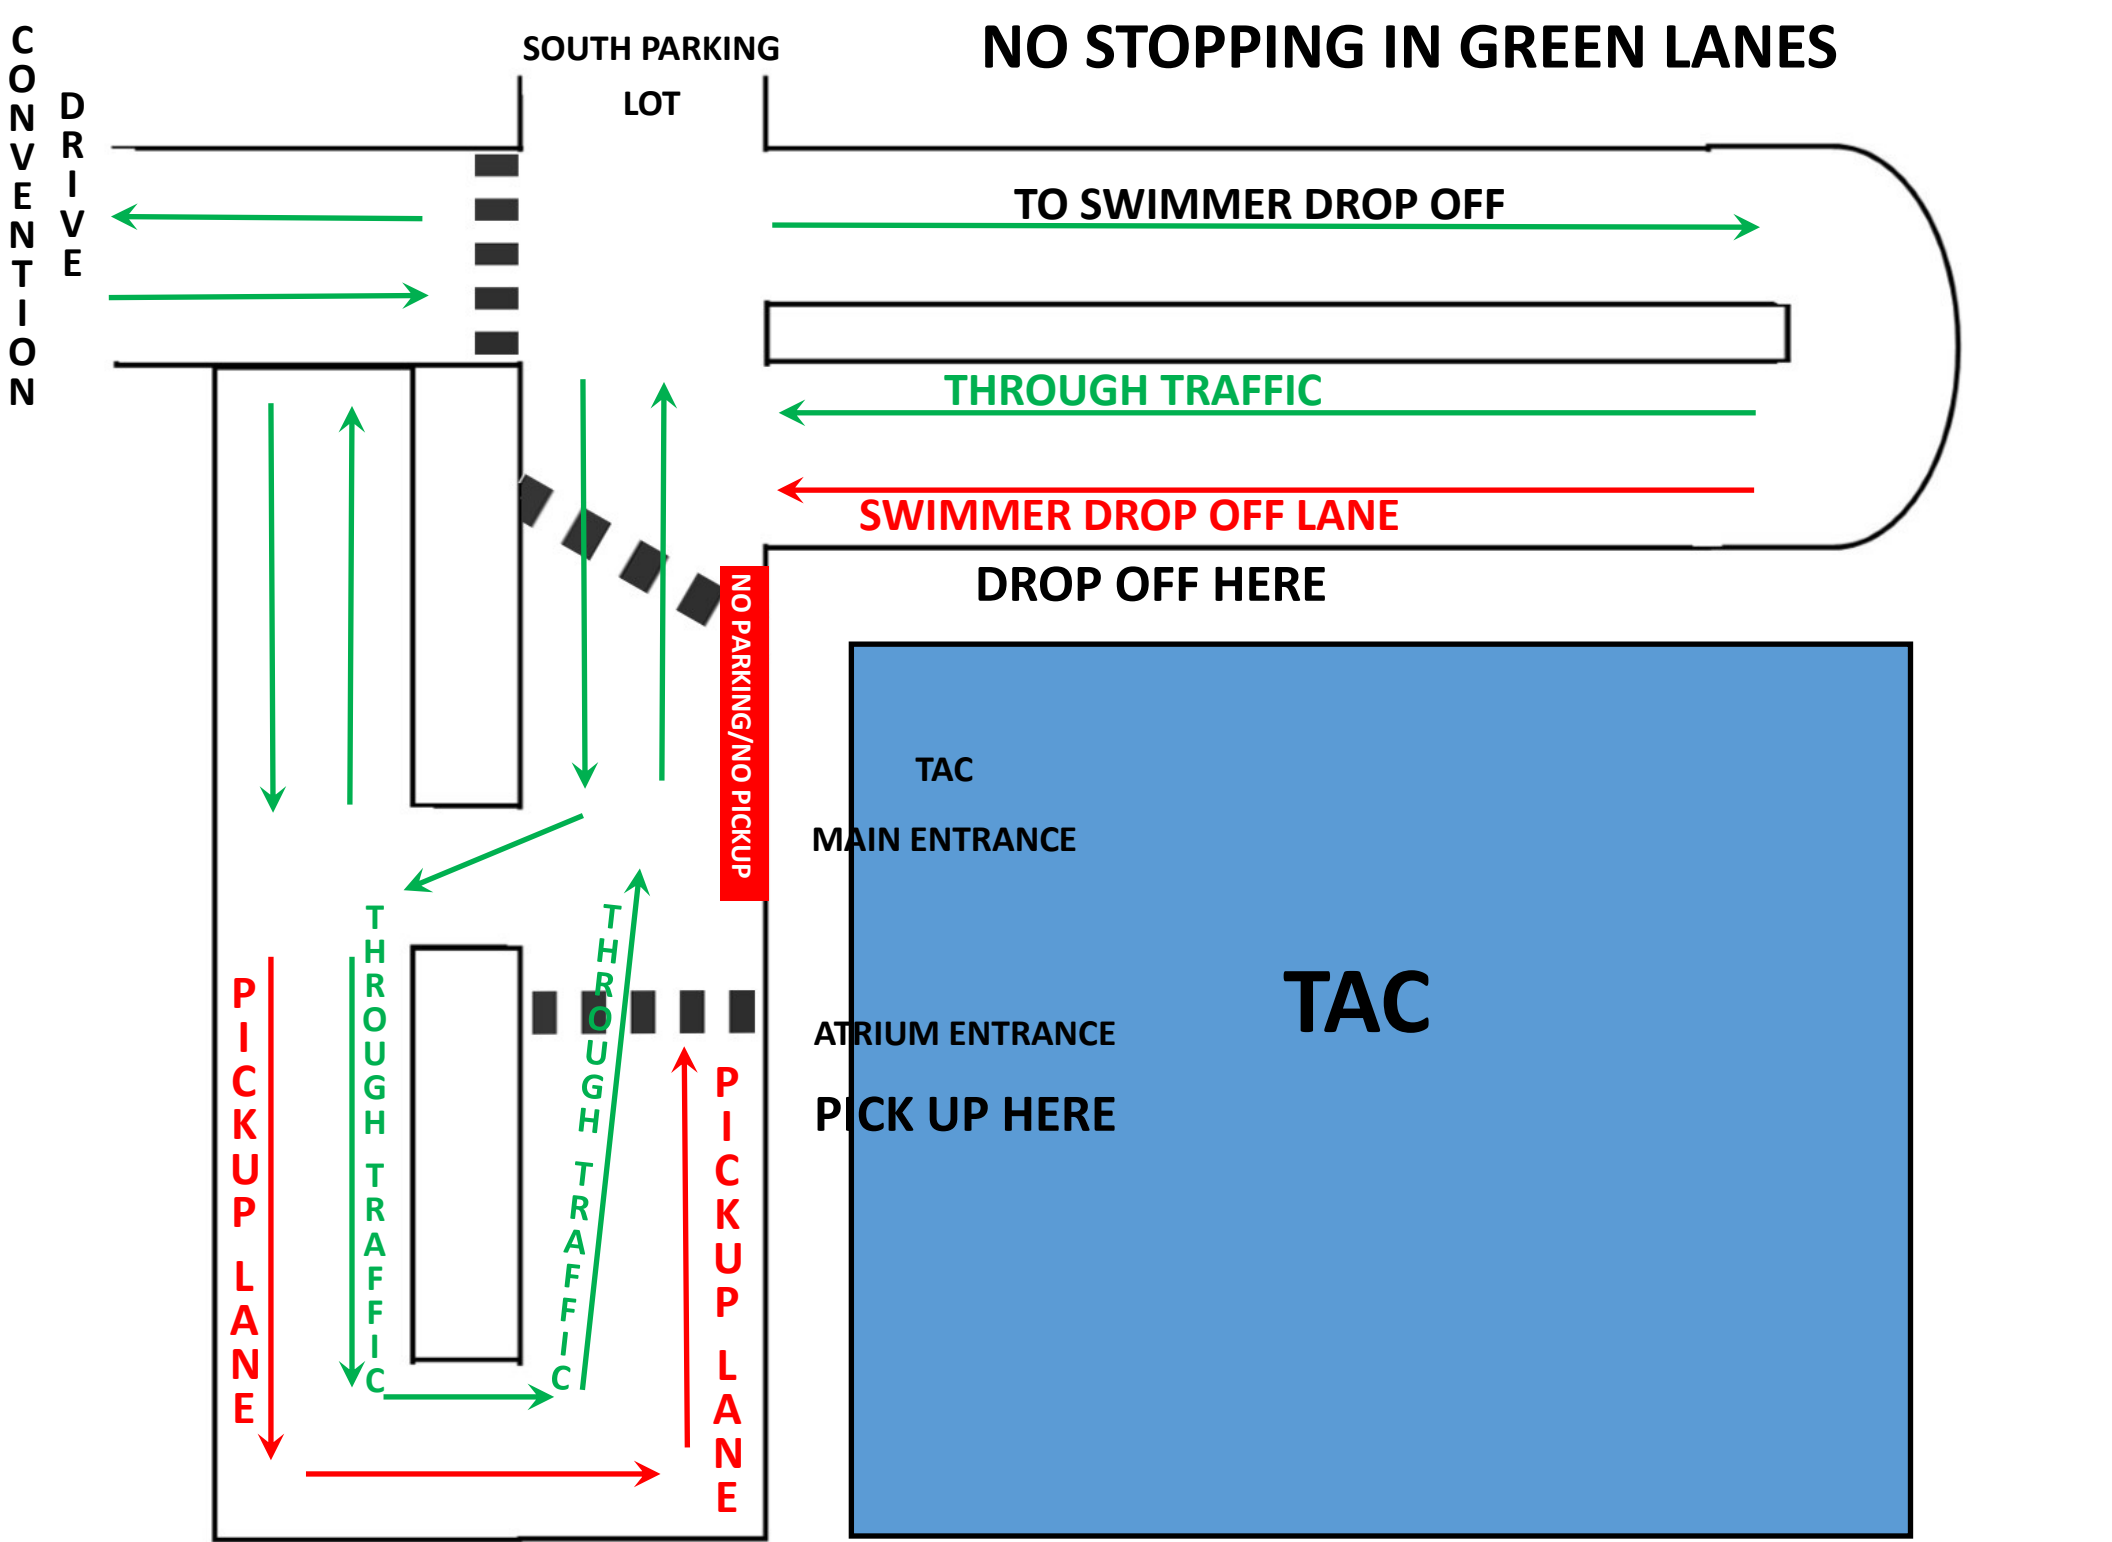 CONVENTION
DRIVE
SOUTH PARKING
LOT
NO STOPPING IN GREEN LANES
TO SWIMMER DROP OFF
THROUGH TRAFFIC
SWIMMER DROP OFF LANE
DROP OFF HERE
NO PARKING/NO PICKUP
TAC
MAIN ENTRANCE
THROUGH TRAFFIC
THROUGH TRAFFIC
PICKUP LANE
PICKUP LANE
ATRIUM ENTRANCE
PICK UP HERE
TAC